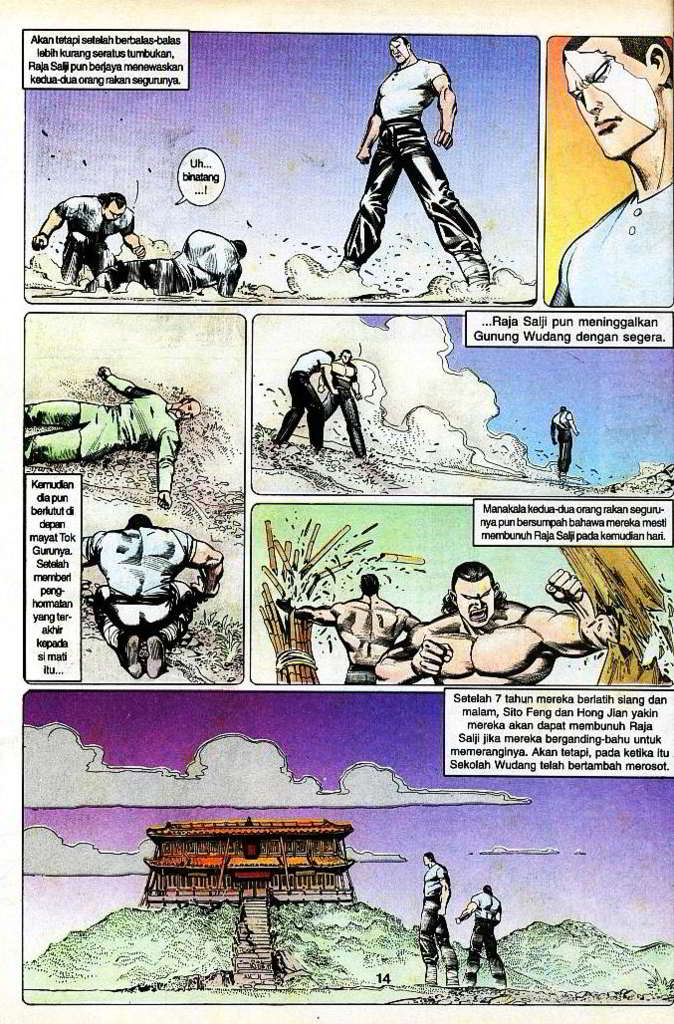 Akan tetapi setelah berbalas-balas
lebih kurang seratus tumbukan,
Raja Salji pun berjaya menewaskan
kedua-dua orang rakan segurunya.
Uh...
binatang
...!
...Raja Salji pun meninggalkan
Gunung Wudang dengan segera.
Kemudian
dia pun
berlutut di
depan
mayat Tok
Gurunya.
Setelah
memberi
peng-
hormatan
yang ter-
akhir
kepada
si mati
itu...
Manakala kedua-dua orang rakan seguru-
nya pun bersumpah bahawa mereka mesti
membunuh Raja Salji pada kemudian hari.
Setelah 7 tahun mereka berlatih siang dan
malam, Sito Feng dan Hong Jian yakin
mereka akan dapat membunuh Raja
Salji jika mereka berganding-bahu untuk
memeranginya. Akan tetapi, pada ketika itu
Sekolah Wudang telah bertambah merosot.
14